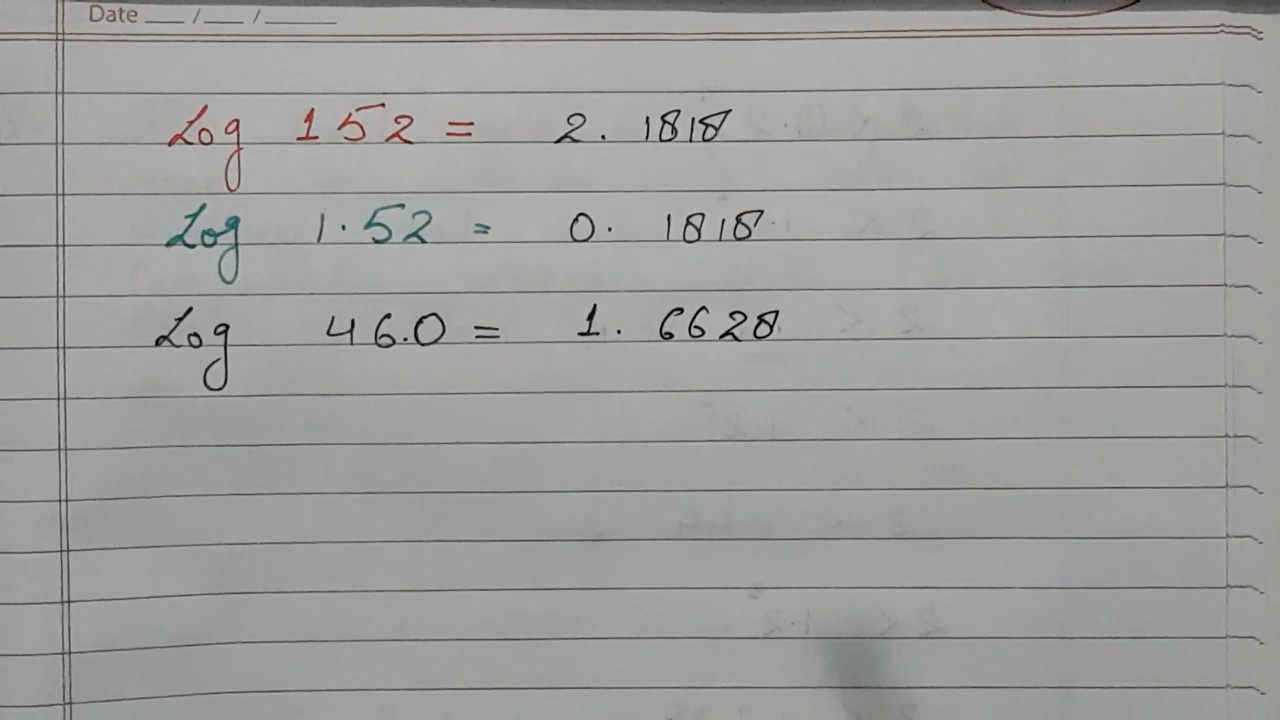 Date ___ /___ /______
Log 152 = 2.1818
Log 1.52 = 0.1818
Log 46.0 = 1.6628